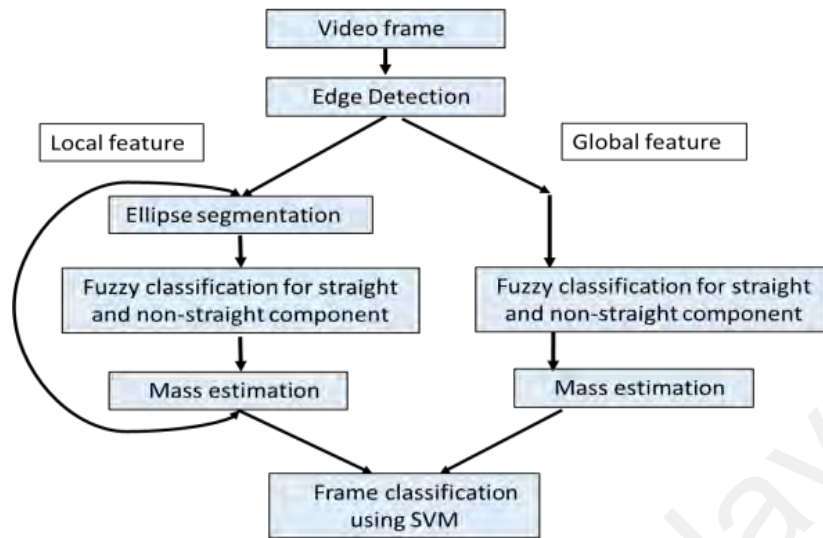 Video frame
Edge Detection
Local feature
Global feature
Ellipse segmentation
Fuzzy classification for straight
and non-straight component
Fuzzy classification for straight
and non-straight component
Mass estimation
Mass estimation
Frame classification
using SVM